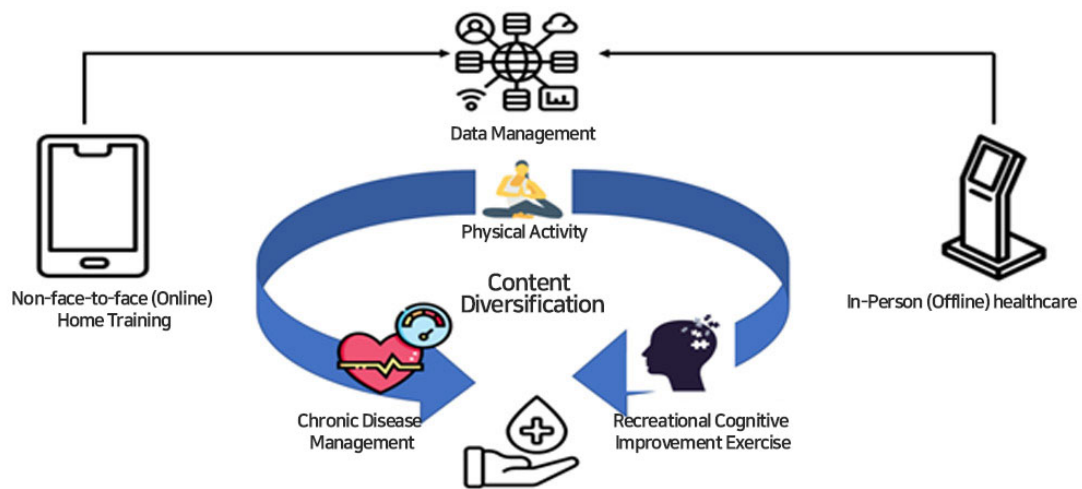 Data Management
Physical Activity
Non-face-to-face (Online)
Home Training
Content
Diversification
In-Person (Offline) healthcare
Chronic Disease
Management
Recreational Cognitive
Improvement Exercise